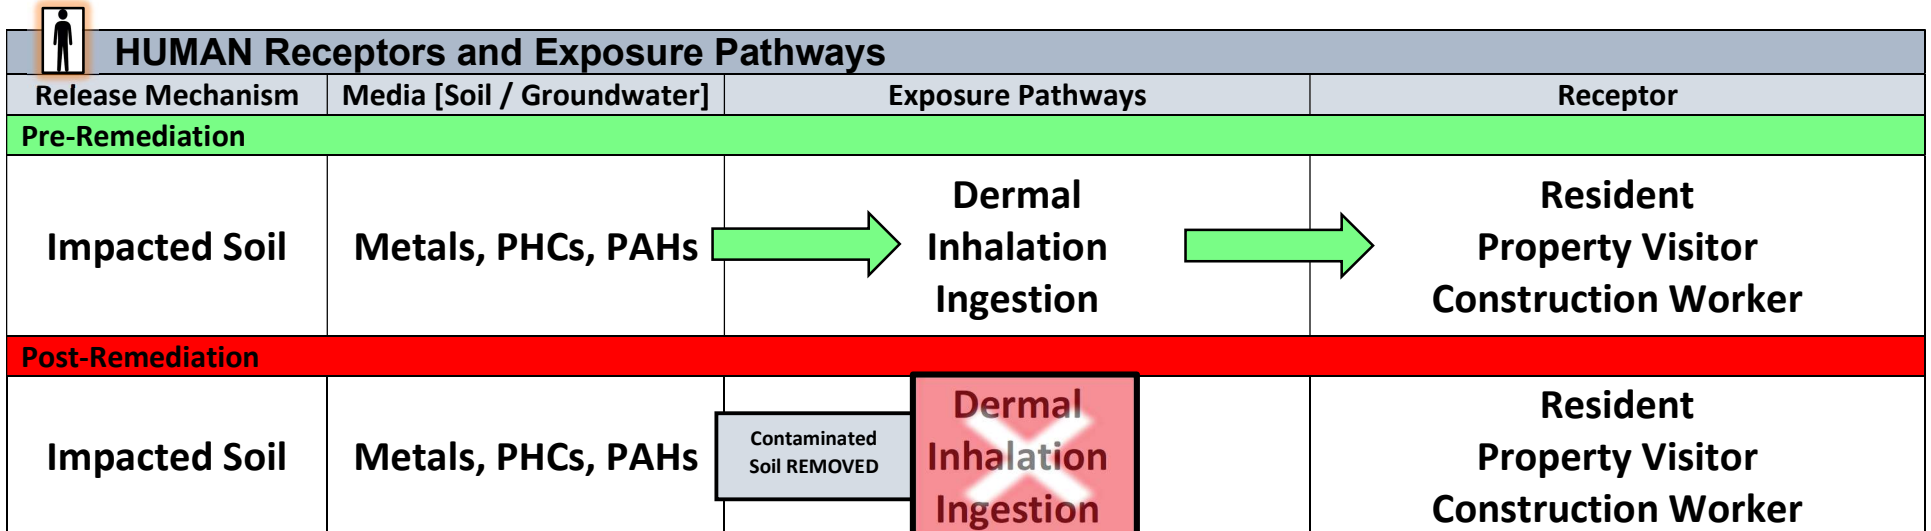 HUMAN Receptors and Exposure Pathways
Release Mechanism Media [Soil / Groundwater] Exposure Pathways Receptor
Pre-Remediation
Impacted Soil
Metals, PHCs, PAHs
Dermal
Inhalation
Ingestion
Resident
Property Visitor
Construction Worker
Post-Remediation
Impacted Soil
Metals, PHCs, PAHs
Contaminated
Soil REMOVED
Dermal
Inhalation
Ingestion
Resident
Property Visitor
Construction Worker